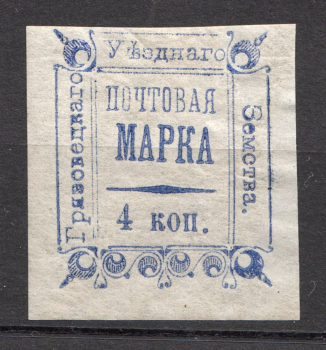 Грязовецкаго
Уѣзднаго
Земства.
ПОЧТОВАЯ
МАРКА
4 коп.